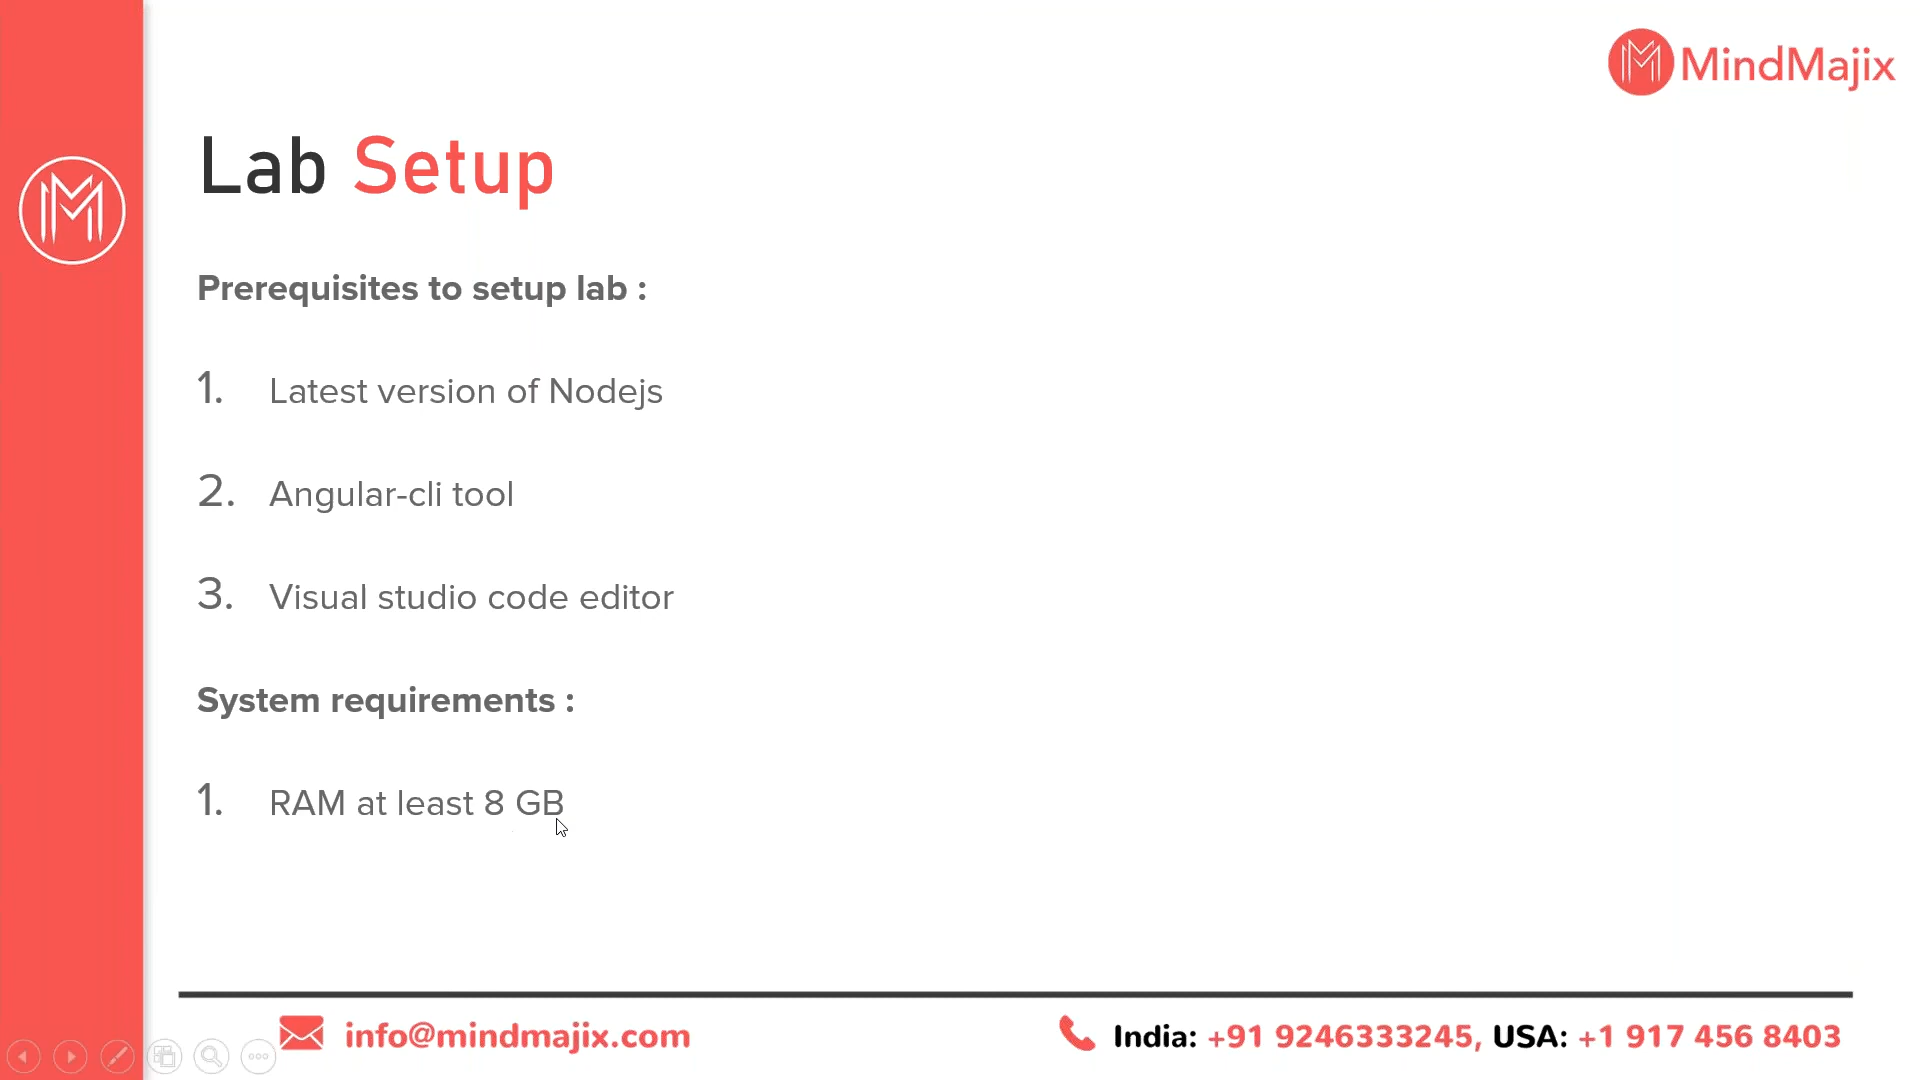 MindMajix
Lab Setup
Prerequisites to setup lab :
1. Latest version of Nodejs
2. Angular-cli tool
3. Visual studio code editor
System requirements :
1. RAM at least 8 GB
info@mindmajix.com
India: +91 9246333245, USA: +1 917 456 8403